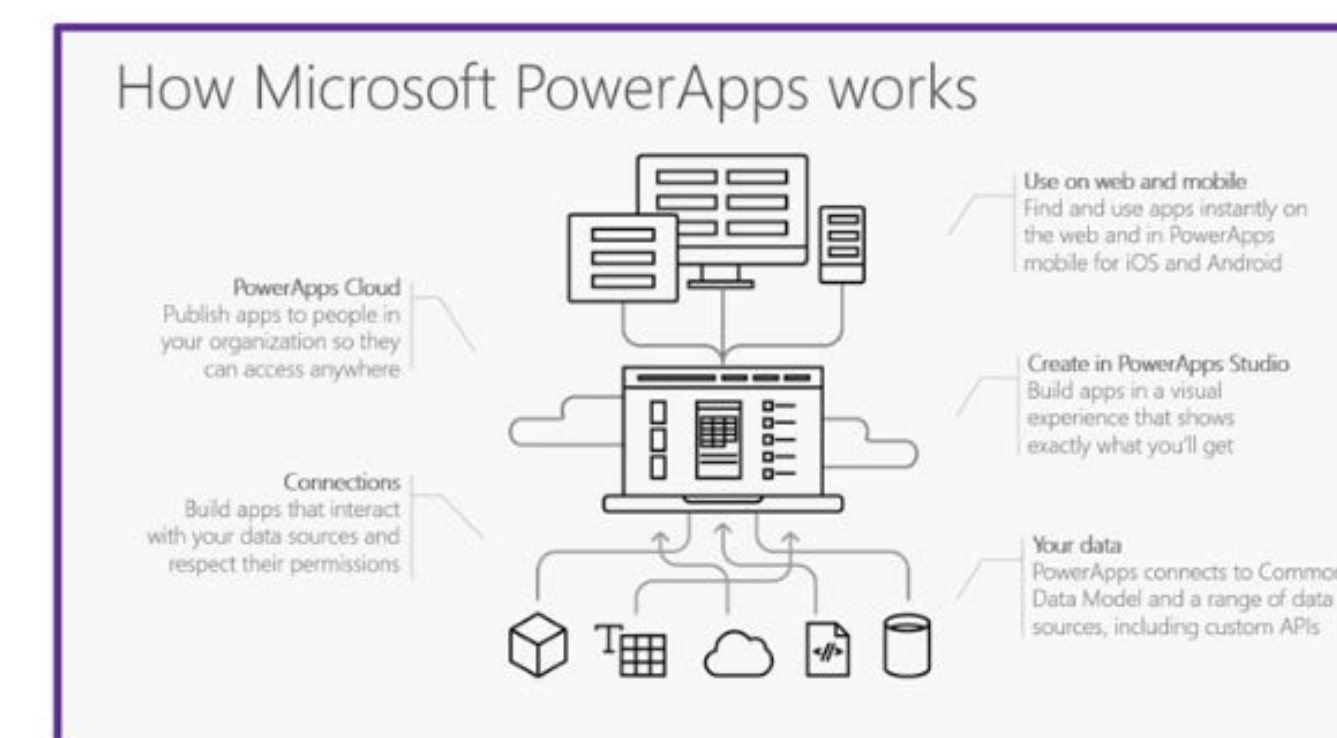 How Microsoft PowerApps works
Use on web and mobile
Find and use apps instantly on
the web and in PowerApps
mobile for iOS and Android
PowerApps Cloud
Publish apps to people in
your organization so they
can access anywhere
Create in PowerApps Studio
Build apps in a visual
experience that shows
exactly what you'll get
Connections
Build apps that interact
with your data sources and
respect their permissions
Your data
PowerApps connects to Common
Data Model and a range of data
sources, including custom APIs
T
</>